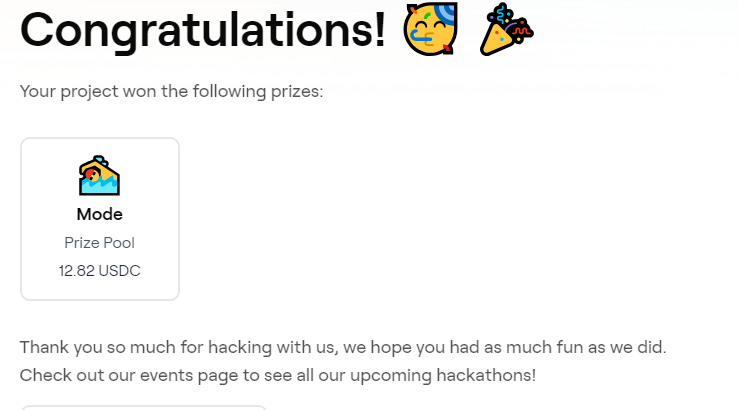 Congratulations! 🥳 🎉
Your project won the following prizes:
Mode
Prize Pool
12.82 USDC
Thank you so much for hacking with us, we hope you had as much fun as we did.
Check out our events page to see all our upcoming hackathons!